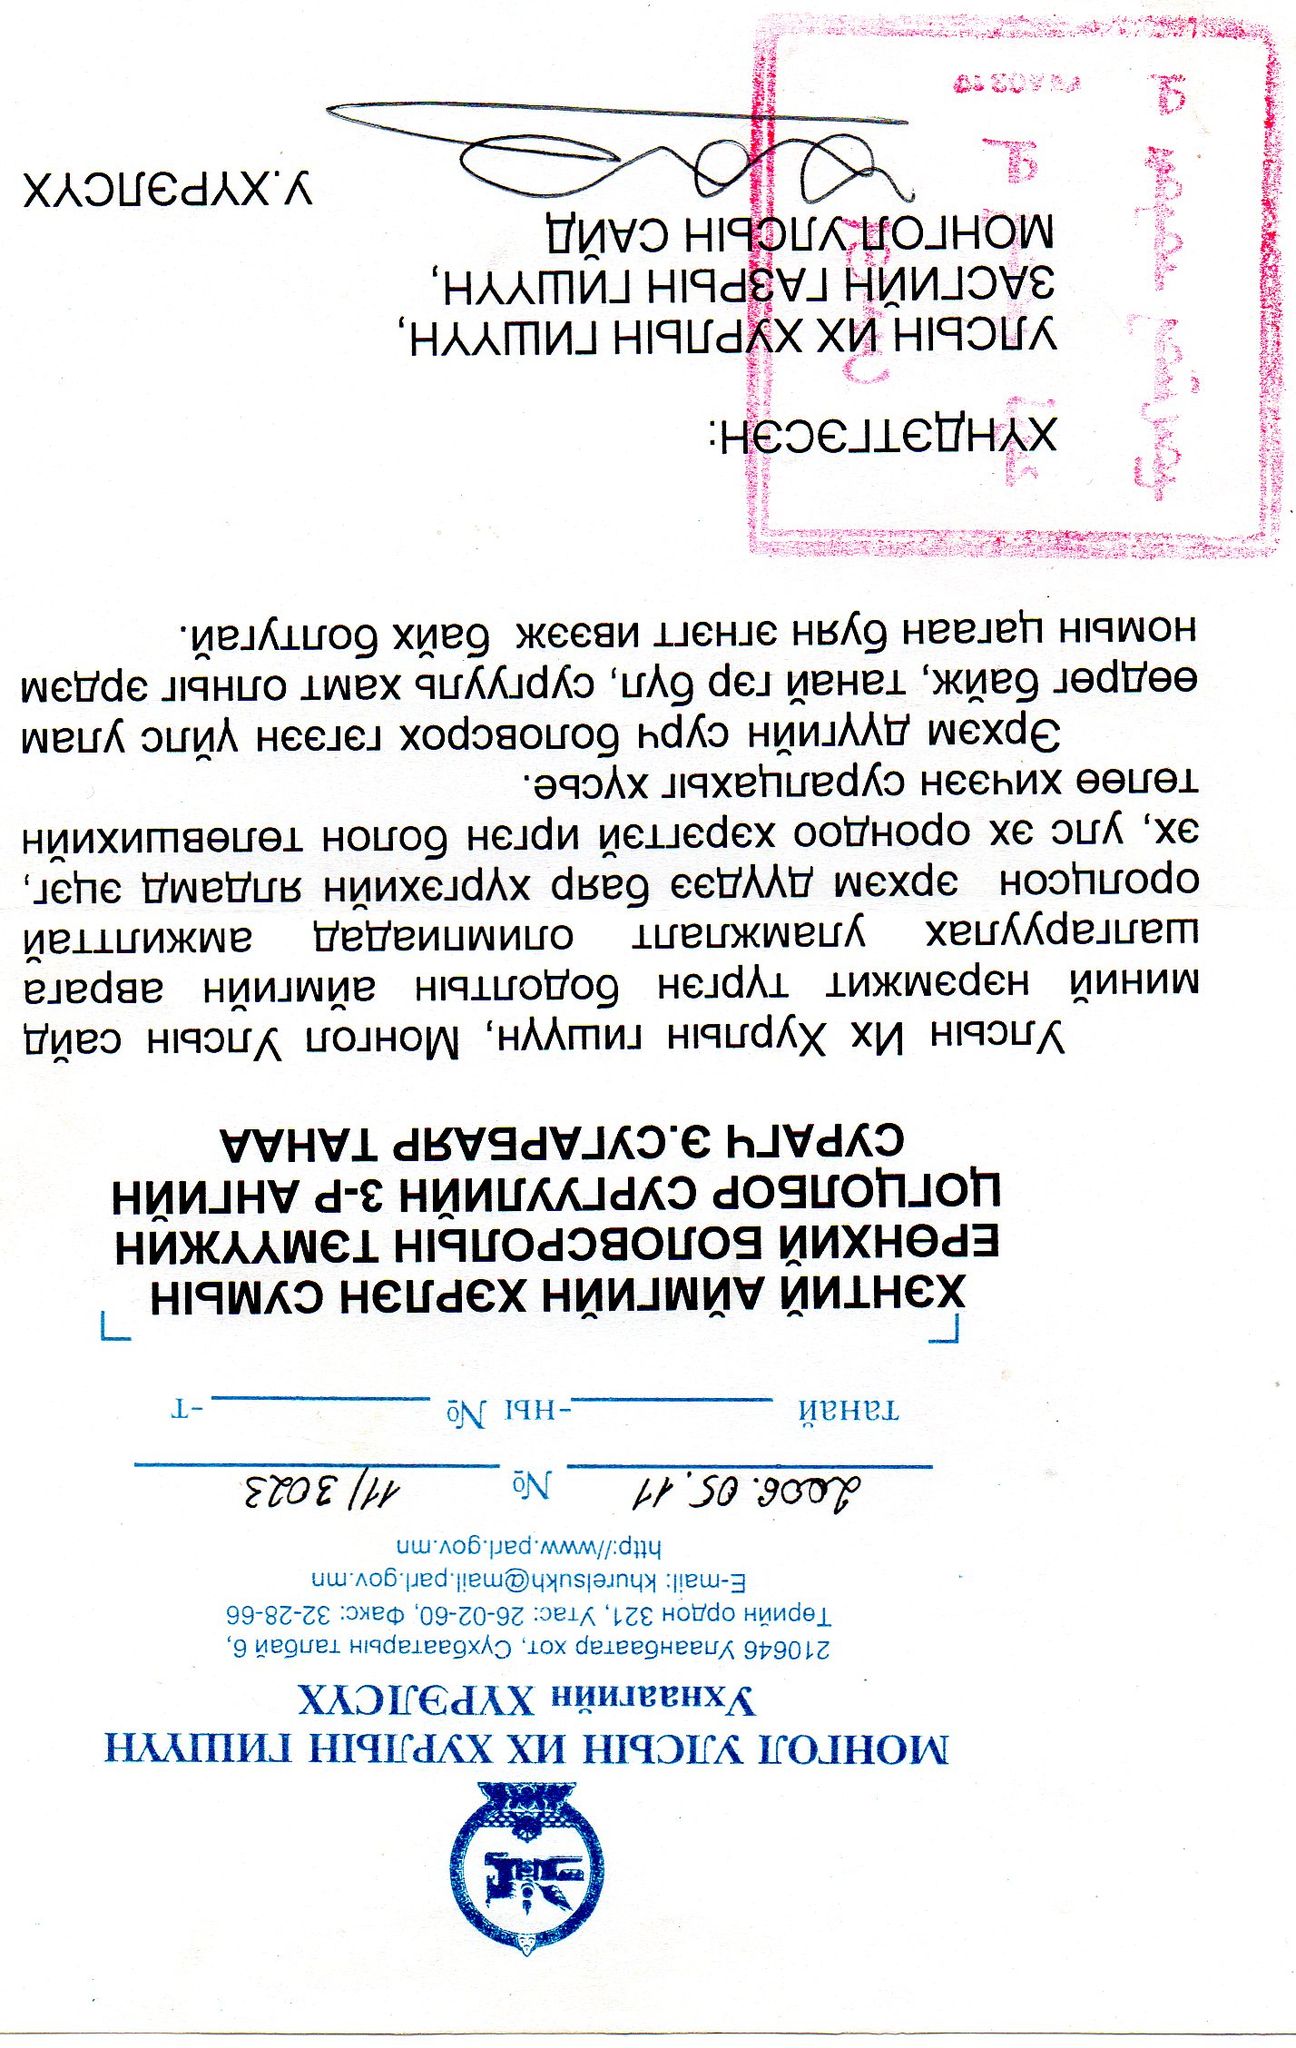 МОНГОЛ УЛСЫН ИХ ХУРЛЫН ГИШҮҮН
Ухнаагийн ХҮРЭЛСҮХ
210646 Улаанбаатар хот, Сүхбаатарын талбай 6,
Төрийн ордон 321, Утас: 26-02-60, Факс: 32-28-66
E-mail: khurelsukh@mail.parl.gov.mn
http://www.parl.gov.mn
2006.05.11 № 11/3023
танай ________-ны № ________-т
ХЭНТИЙ АЙМГИЙН ХЭРЛЭН СУМЫН
ЕРӨНХИЙ БОЛОВСРОЛЫН ТЭМҮҮЖИН
ЦОГЦОЛБОР СУРГУУЛИЙН 3-Р АНГИЙН
СУРАГЧ Э.СУГАРБАЯР ТАНАА
Улсын Их Хурлын гишүүн, Монгол Улсын сайд
миний нэрэмжит түргэн бодолтын аймгийн аврага
шалгаруулах уламжлалт олимпиадад амжилттай
оролцсон эрхэм дүүдээ баяр хүргэхийн ялдамд эцэг,
эх, улс эх орондоо хэрэгтэй иргэн болон төлөвшихийн
төлөө хичээн суралцахыг хүсье.
Эрхэм дүүгийн сурч боловсрох гэгээн үйлс улам
өөдрөг байж, танай гэр бүл, сургууль хамт олныг эрдэм
номын цагаан буян эгнэгт ивээж байх болтугай.
ХҮНДЭТГЭСЭН:
УЛСЫН ИХ ХУРЛЫН ГИШҮҮН,
ЗАСГИЙН ГАЗРЫН ГИШҮҮН,
МОНГОЛ УЛСЫН САЙД
У.ХҮРЭЛСҮХ